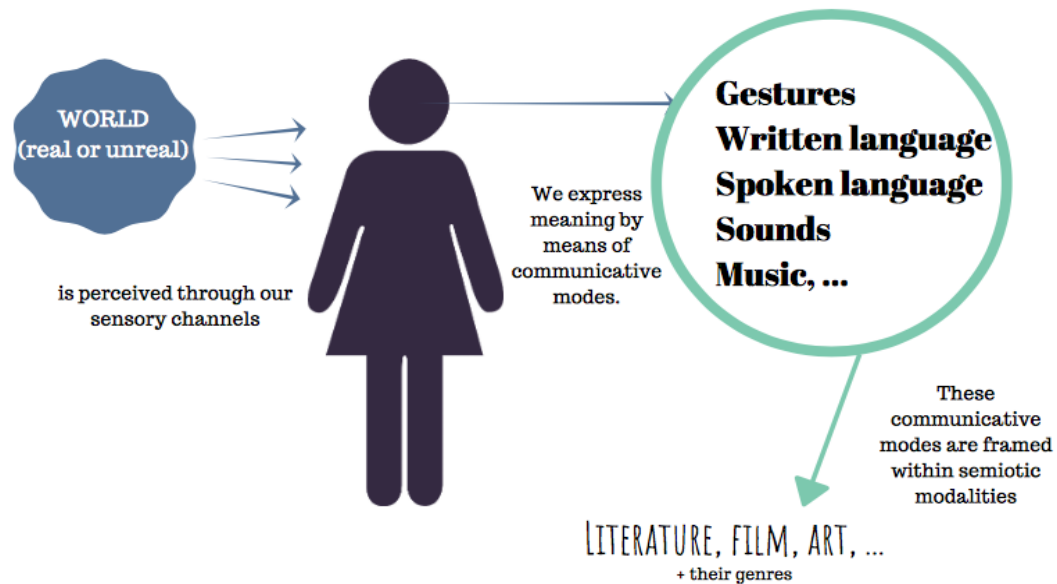 WORLD
(real or unreal)
is perceived through our
sensory channels
We express
meaning by
means of
communicative
modes.
Gestures
Written language
Spoken language
Sounds
Music, ...
These
communicative
modes are framed
within semiotic
modalities
LITERATURE, FILM, ART, ...
+ their genres